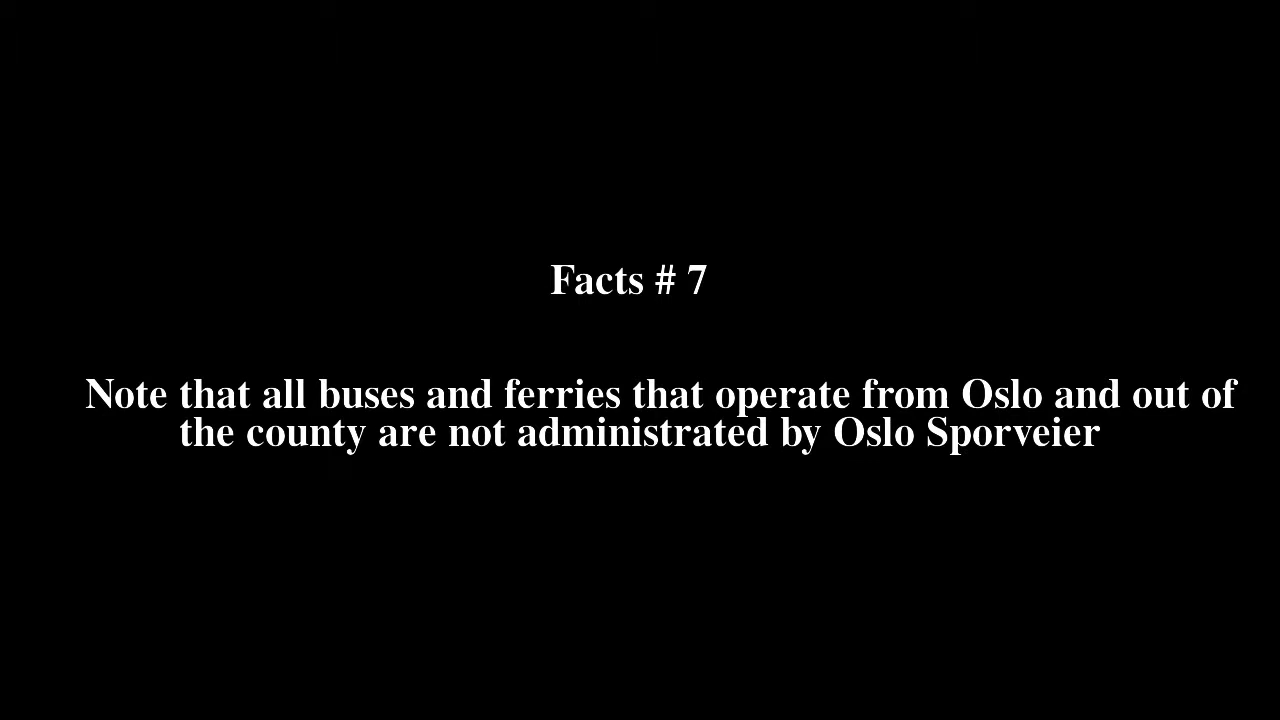 Facts # 7
Note that all buses and ferries that operate from Oslo and out of
the county are not administrated by Oslo Sporveier